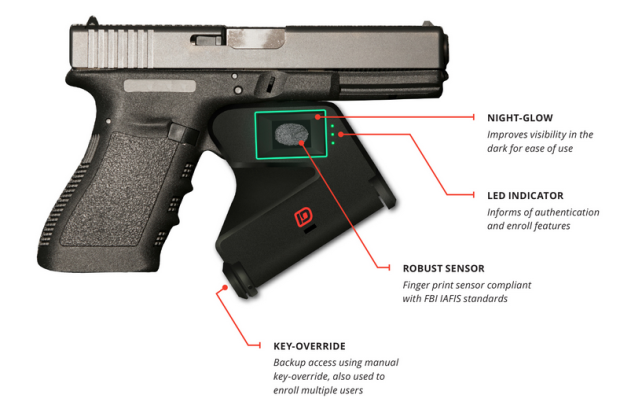 NIGHT-GLOW
Improves visibility in the
dark for ease of use
LED INDICATOR
Informs of authentication
and enroll features
ROBUST SENSOR
Finger print sensor compliant
with FBI IAFIS standards
KEY-OVERRIDE
Backup access using manual
key-override, also used to
enroll multiple users